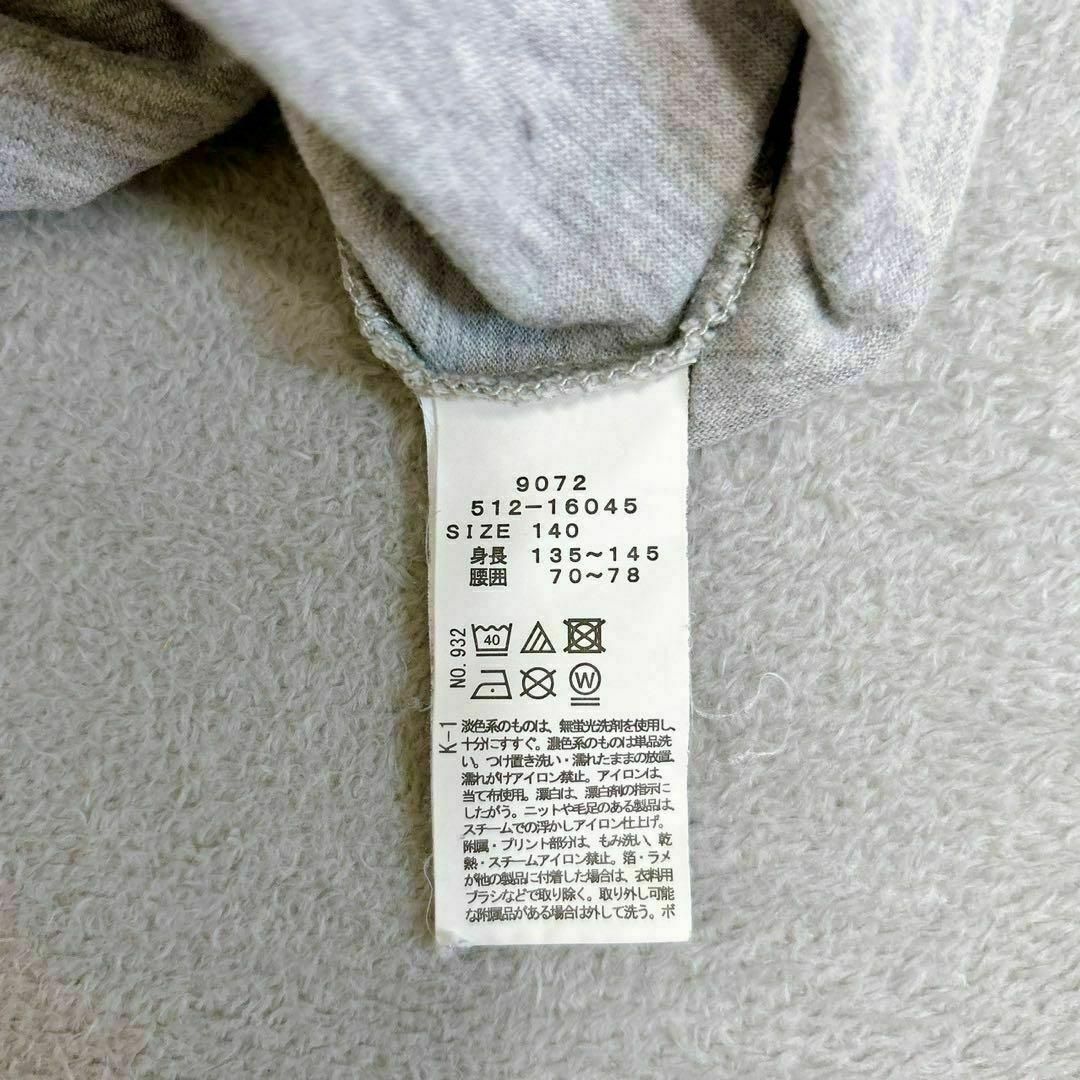 9072
512-16045
SIZE 140
身長 135~145
腰囲 70~78
NO. 932
40
W
K-1
淡色系のものは、無蛍光洗剤を使用し、
十分にすすぐ。濃色系のものは単品洗
い。つけ置き洗い・濡れたままの放置、
濡れがけアイロン禁止。アイロンは、
当て布使用。漂白は、漂白剤の指示に
したがう。ニットや毛足のある製品は、
スチームでの浮かしアイロン仕上げ。
附属・プリント部分は、もみ洗い、乾
熱・スチームアイロン禁止。箔・ラメ
が他の製品に付着した場合は、衣料用
ブラシなどで取り除く。取り外し可能
な附属品がある場合は外して洗う。ボ